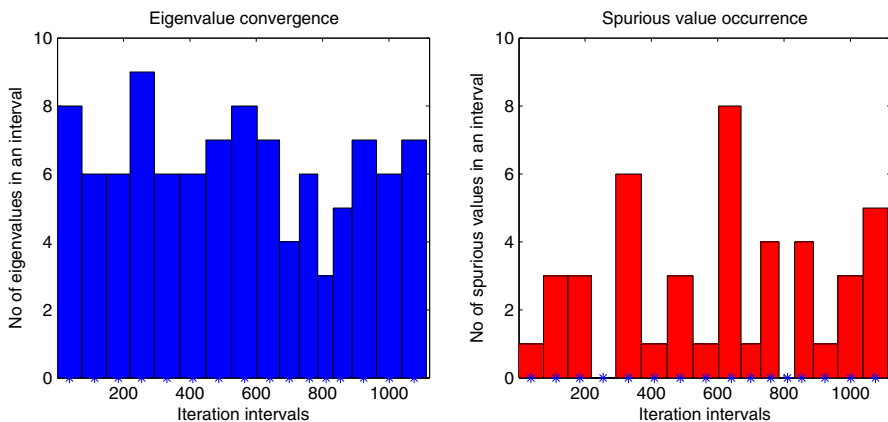 Eigenvalue convergence
10
8
6
4
2
0
No of eigenvalues in an interval
200 400 600 800 1000
Iteration intervals
Spurious value occurrence
10
8
6
4
2
0
No of spurious values in an interval
200 400 600 800 1000
Iteration intervals